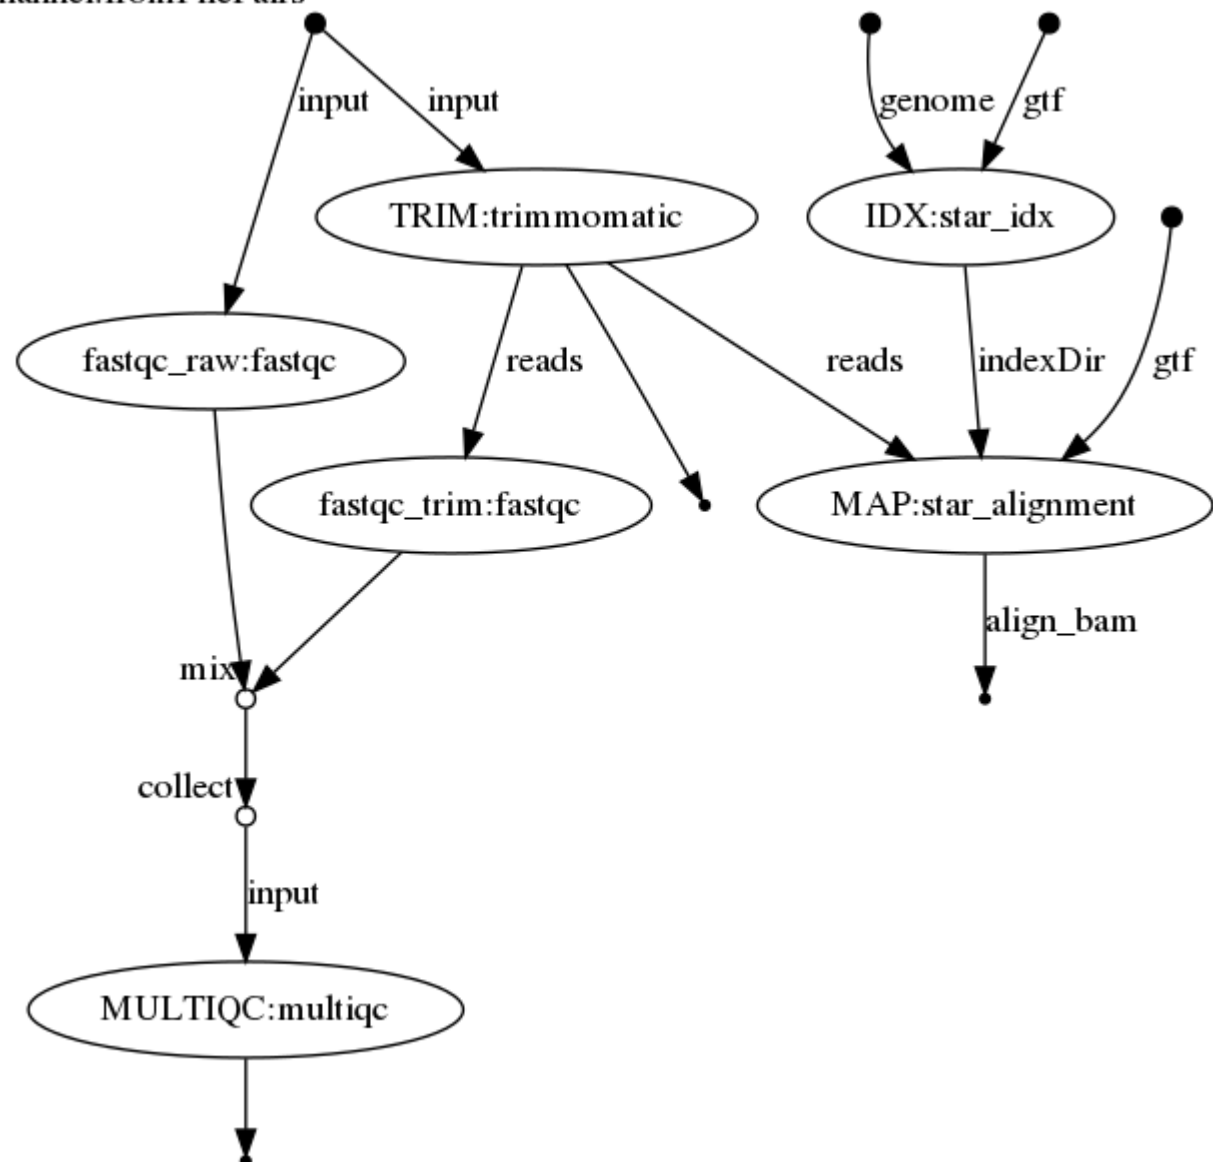 input
input
genome
gtf
TRIM:trimmomatic
IDX:star_idx
fastqc_raw:fastqc
reads
reads
indexDir
gtf
fastqc_trim:fastqc
MAP:star_alignment
align_bam
mix
collect
input
MULTIQC:multiqc